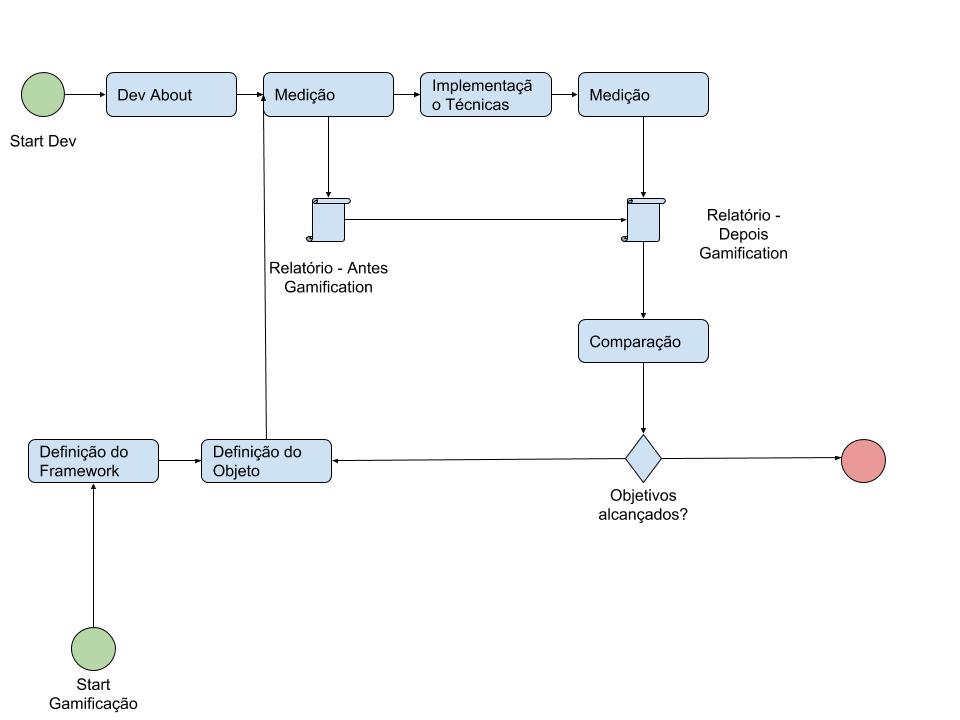 Dev About
Medição
Implementaçã
o Técnicas
Medição
Start Dev
Relatório -
Depois
Gamification
Relatório - Antes
Gamification
Comparação
Definição do
Framework
Definição do
Objeto
Objetivos
alcançados?
Start
Gamificação